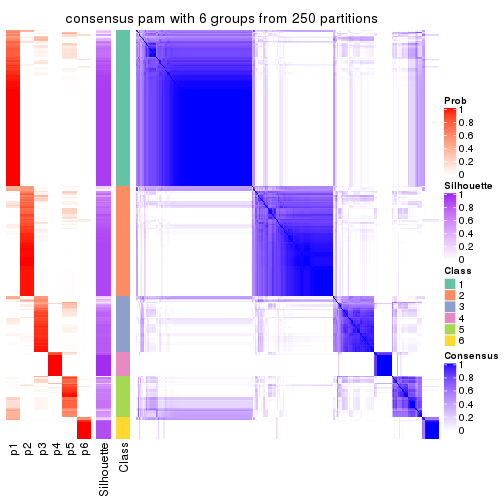 consensus pam with 6 groups from 250 partitions
Prob
1
0.8
0.6
0.4
0.2
0
Silhouette
1
0.8
0.6
0.4
0.2
0
Class
1
2
3
4
5
6
Consensus
1
0.8
0.6
0.4
0.2
0
p1
p2
p3
p4
p5
p6
Silhouette
Class